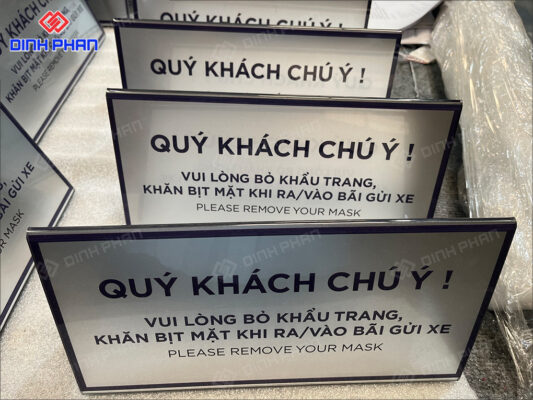 DINH PHAN
QUÝ KHÁCH CHÚ Ý !
QUÝ KHÁCH CHÚ Ý !
VUI LÒNG BỎ KHẨU TRANG,
KHĂN BỊT MẶT KHI RA/VÀO BÃI GỬI XE
PLEASE REMOVE YOUR MASK
QUÝ KHÁCH CHÚ Ý !
VUI LÒNG BỎ KHẨU TRANG,
KHĂN BỊT MẶT KHI RA/VÀO BÃI GỬI XE
PLEASE REMOVE YOUR MASK